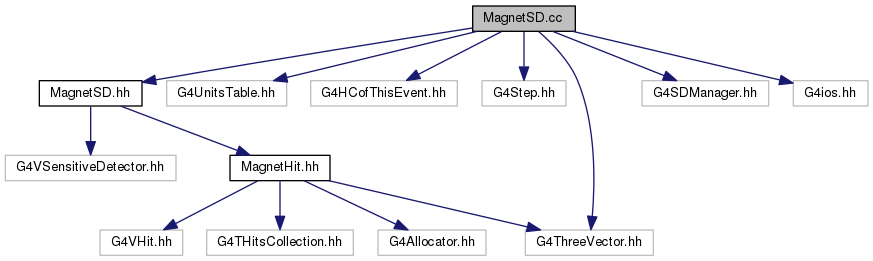 MagnetSD.cc
MagnetSD.hh
G4UnitsTable.hh
G4HCofThisEvent.hh
G4Step.hh
G4SDManager.hh
G4ios.hh
G4VSensitiveDetector.hh
MagnetHit.hh
G4VHit.hh
G4THitsCollection.hh
G4Allocator.hh
G4ThreeVector.hh